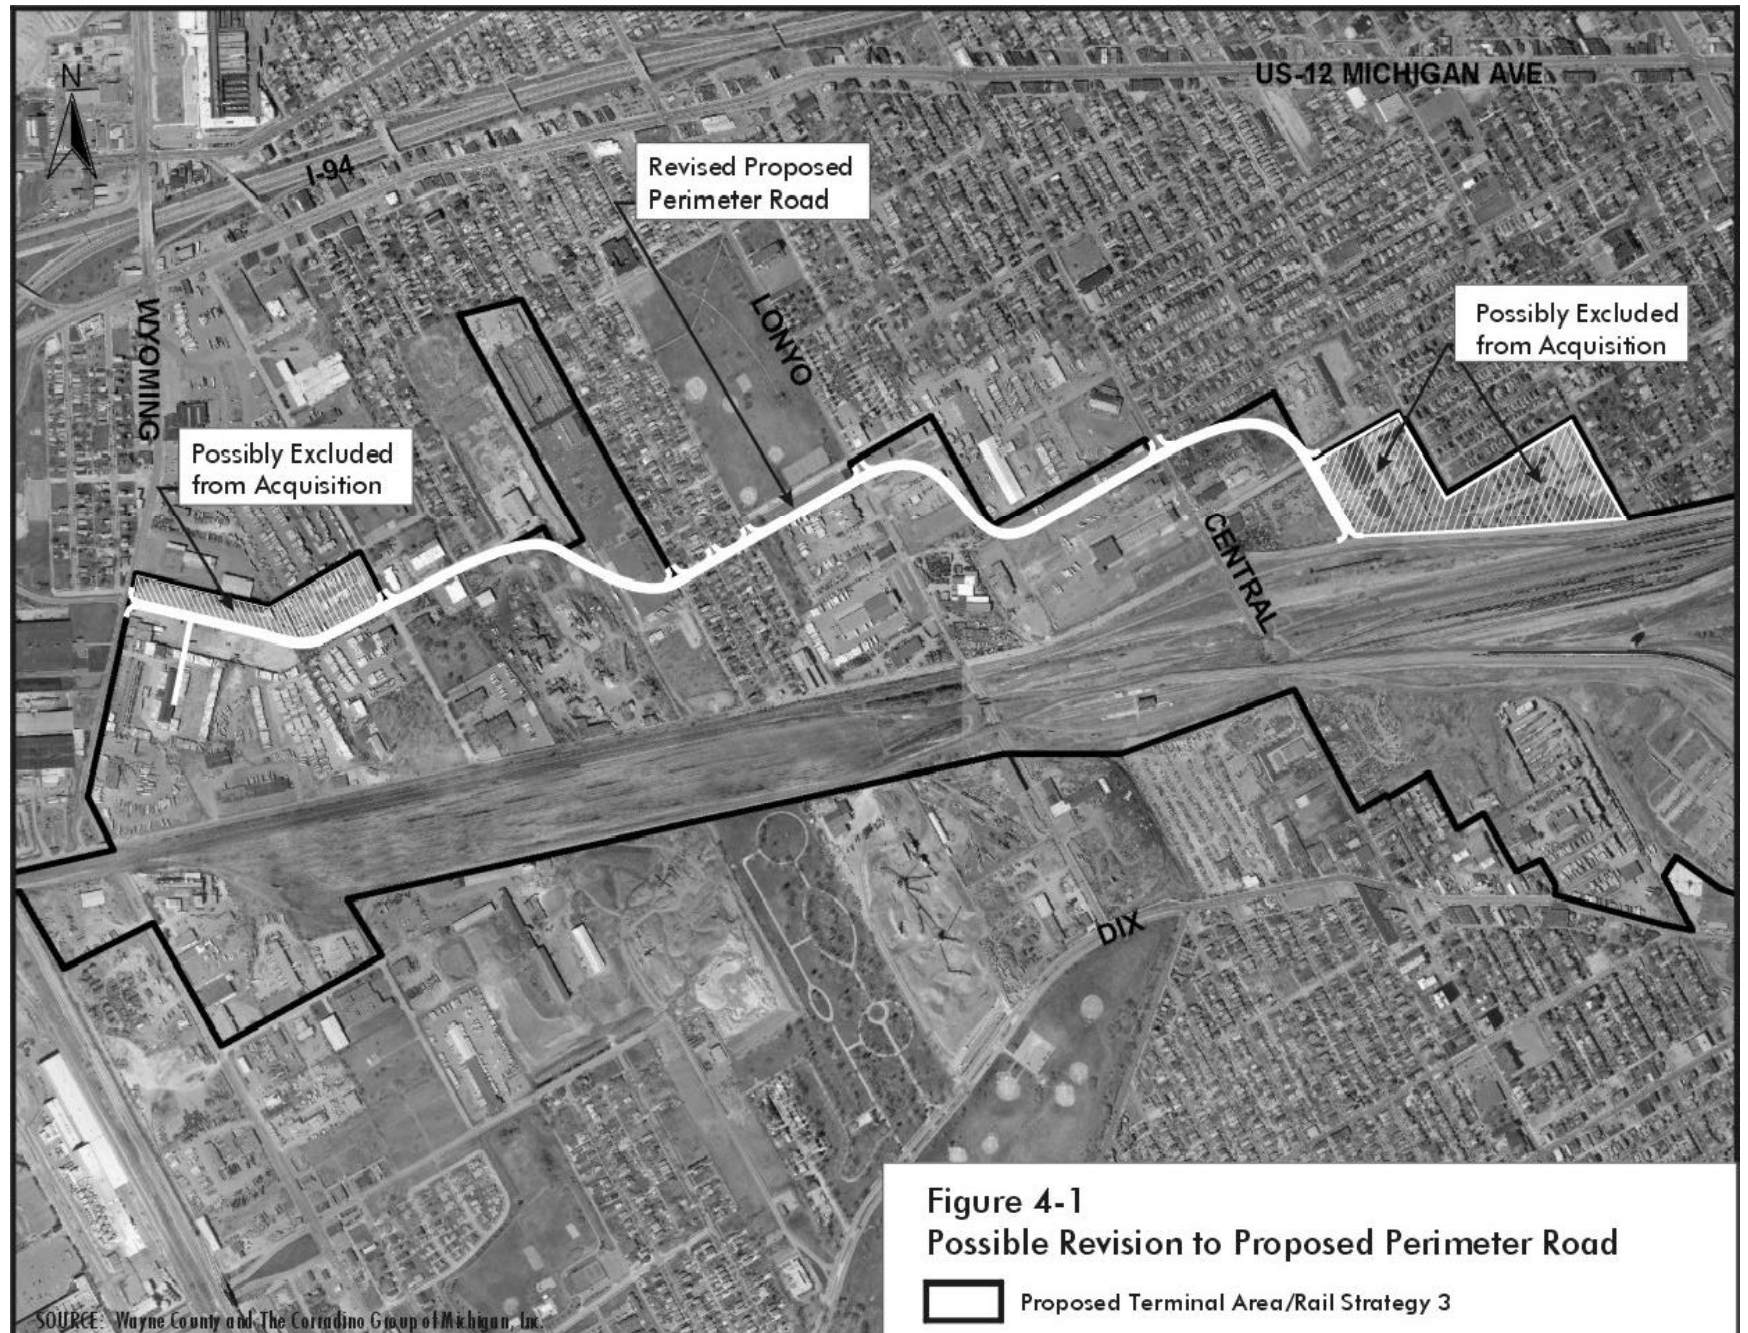 N
US-12 MICHIGAN AVE
I-94
Revised Proposed
Perimeter Road
WYOMING
LONYO
Possibly Excluded
from Acquisition
Possibly Excluded
from Acquisition
CENTRAL
DIX
Figure 4-1
Possible Revision to Proposed Perimeter Road
Proposed Terminal Area/Rail Strategy 3
SOURCE: Wayne County and The Corradino Group of Michigan, Inc.